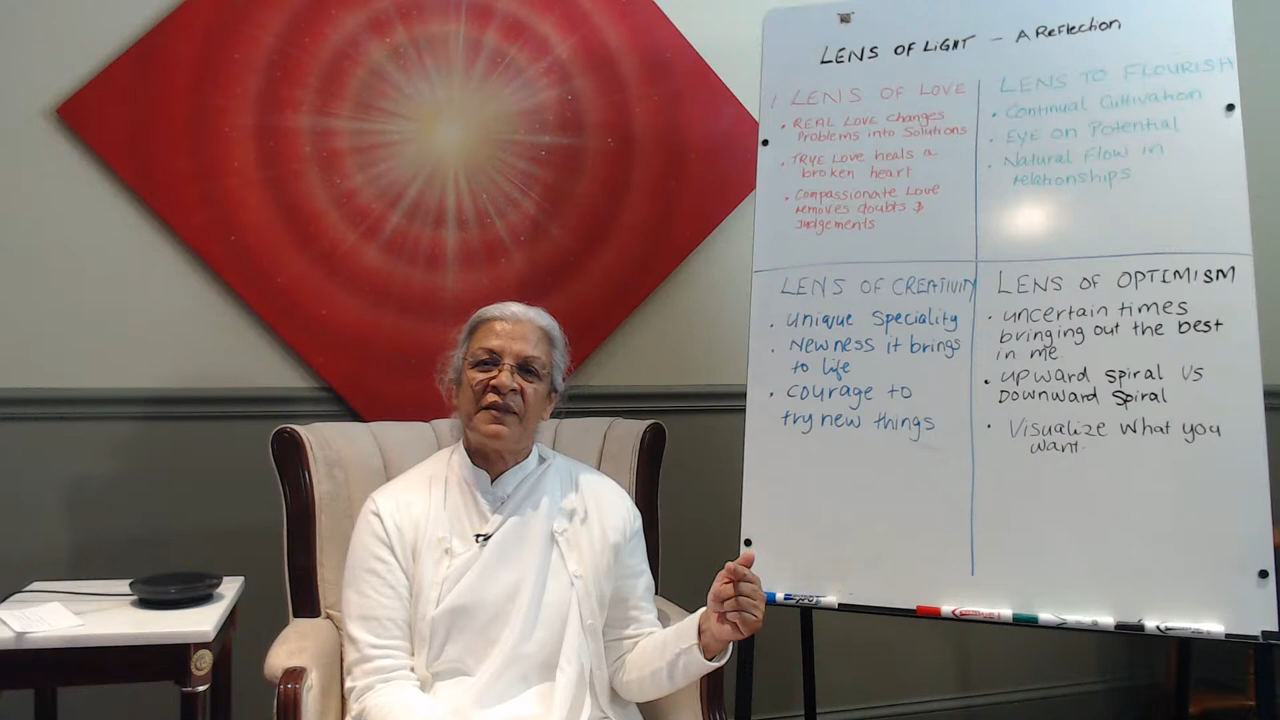 LENS OF LIGHT - A Reflection
1 LENS OF LOVE
• REAL LOVE changes
Problems into Solutions
• TRYE LOVE heals a
broken heart
• Compassionate Love
removes doubts &
Judgements
LENS TO FLOURISH
• Continual Cultivation
• Eye on Potential
• Natural Flow in
relationships
LENS OF CREATIVITY
• Unique Speciality
• Newness it brings
to life
• Courage to
try new things
LENS OF OPTIMISM
• uncertain times
bringing out the best
in me.
• upward spiral vs
Downward Spiral
• Visualize what you
want.